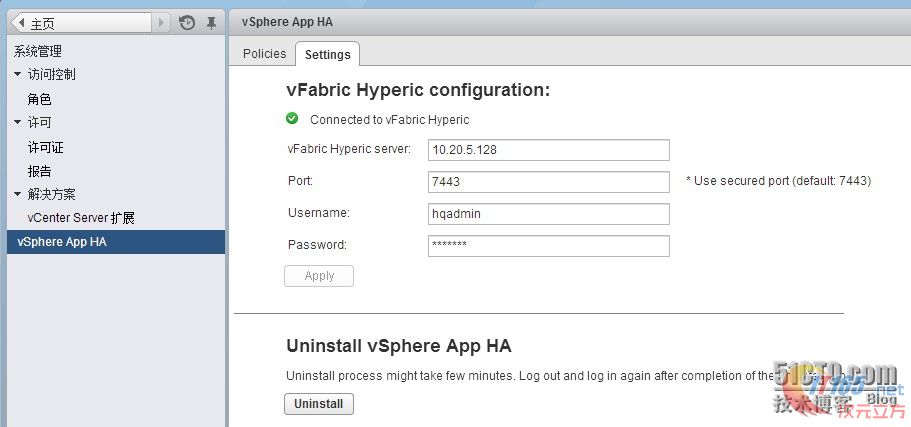 主页
vSphere App HA
系统管理
访问控制
角色
许可
许可证
报告
解决方案
vCenter Server 扩展
vSphere App HA
Policies
Settings
vFabric Hyperic configuration:
Connected to vFabric Hyperic
vFabric Hyperic server: 10.20.5.128
Port: 7443 * Use secured port (default: 7443)
Username: hqadmin
Password: *******
Apply
Uninstall vSphere App HA
Uninstall process might take few minutes. Log out and log in again after completion of the
Uninstall
51CTO.com
IT165.net
技术博客 Blog
次元立方